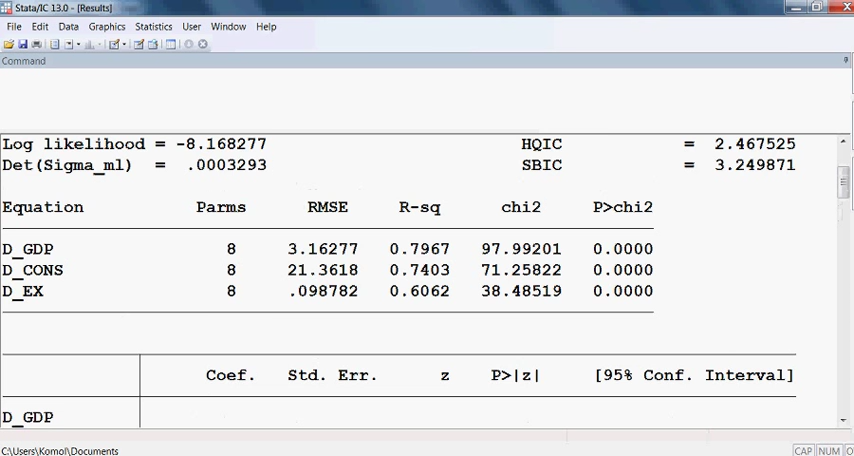 Stata/IC 13.0 - [Results]
File Edit Data Graphics Statistics User Window Help
Command
Log likelihood = -8.168277 HQIC = 2.467525
Det(Sigma_ml) = .0003293 SBIC = 3.249871
Equation Parms RMSE R-sq chi2 P>chi2
D_GDP 8 3.16277 0.7967 97.99201 0.0000
D_CONS 8 21.3618 0.7403 71.25822 0.0000
D_EX 8 .098782 0.6062 38.48519 0.0000
Coef. Std. Err. z P>|z| [95% Conf. Interval]
D_GDP
C:\Users\Komol\Documents CAP NUM O